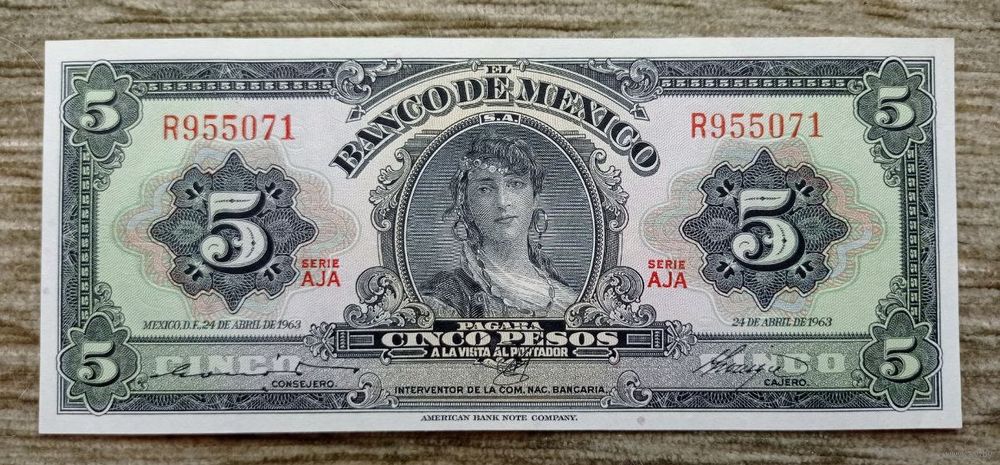 EL
BANCO DE MEXICO
S.A.
5
5
R955071
R955071
5
5
SERIE
AJA
SERIE
AJA
MEXICO, D.F., 24 DE ABRIL DE 1963
24 DE ABRIL DE 1963
PAGARA
CINCO PESOS
A LA VISTA AL PORTADOR
5
CINCO
CINCO
5
CONSEJERO.
CAJERO.
INTERVENTOR DE LA COM. NAC. BANCARIA.
AMERICAN BANK NOTE COMPANY.